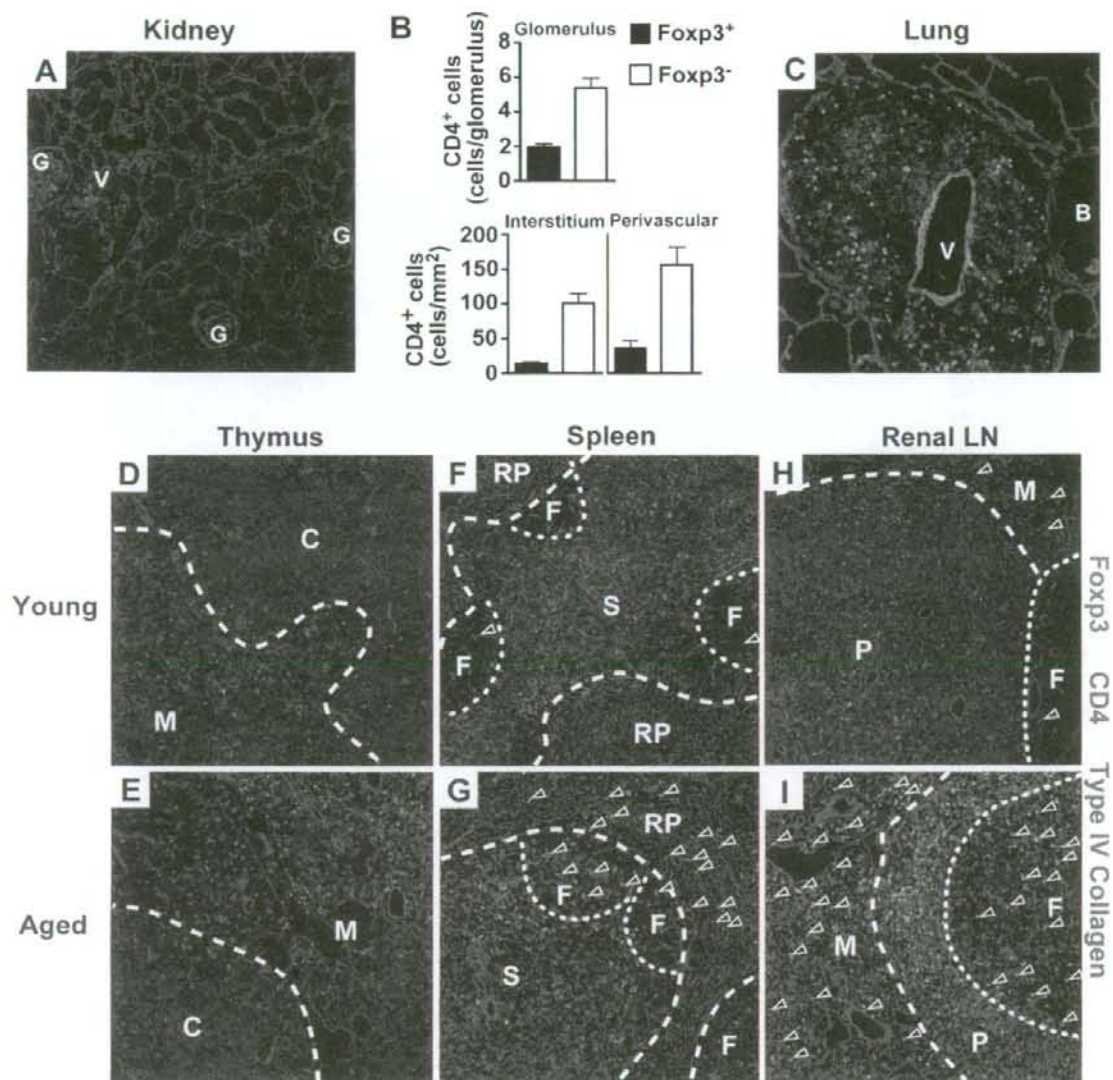 Kidney
A
G
V
G
G
B
Glomerulus
Foxp3⁺
Foxp3⁻
CD4⁺ cells
(cells/glomerulus)
8
6
4
2
0
Interstitium Perivascular
CD4⁺ cells
(cells/mm²)
200
150
100
50
0
Lung
C
V
B
Thymus
Spleen
Renal LN
Young
D
C
M
F
RP
F
S
F
F
RP
H
M
P
F
Aged
E
M
C
G
RP
F
F
S
F
I
M
F
P
Foxp3 CD4 Type IV Collagen